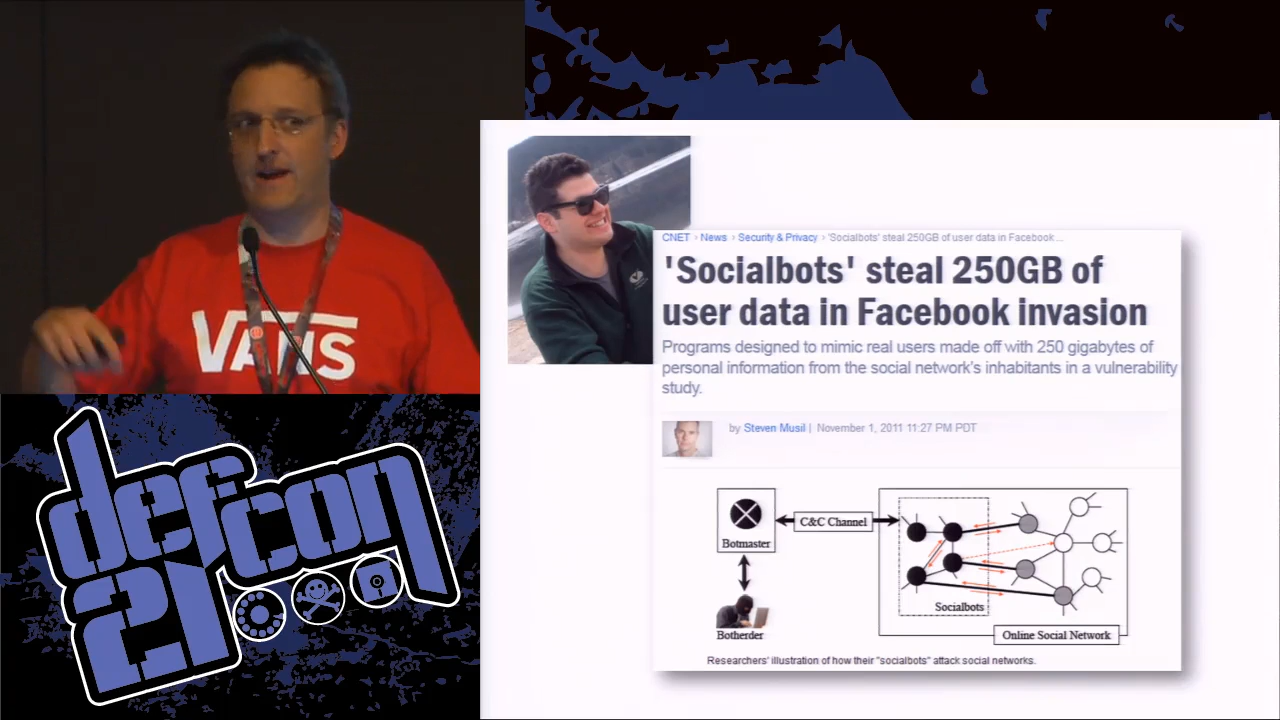 VANS
defcon
21
CNET › News › Security & Privacy › 'Socialbots' steal 250GB of user data in Facebook ...
'Socialbots' steal 250GB of
user data in Facebook invasion
Programs designed to mimic real users made off with 250 gigabytes of
personal information from the social network's inhabitants in a vulnerability
study.
by Steven Musil | November 1, 2011 11:27 PM PDT
C&C Channel
Botmaster
Botherder
Socialbots
Online Social Network
Researchers' illustration of how their "socialbots" attack social networks.